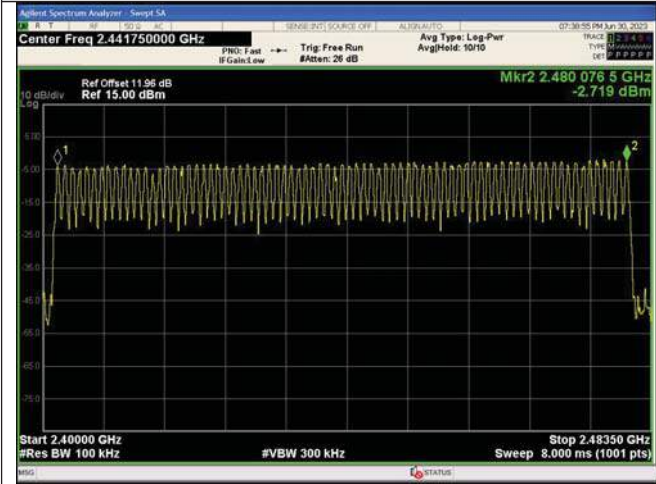 Agilent Spectrum Analyzer - Swept SA
R T RF 50 Ω AC SENSE:INT SOURCE OFF ALIGN AUTO 07:38:55 PM Jun 30, 2023
Center Freq 2.441750000 GHz
PNO: Fast
IFGain:Low
Trig: Free Run
#Atten: 26 dB
Avg Type: Log-Pwr
Avg|Hold: 10/10
TRACE 1 2 3 4 5 6
TYPE M
DET P P P P P P
Ref Offset 11.96 dB
Ref 15.00 dBm
Mkr2 2.480 076 5 GHz
-2.719 dBm
10 dB/div
Log
5.00
1
2
-5.00
-15.0
-25.0
-35.0
-45.0
-55.0
-65.0
-75.0
Start 2.40000 GHz
Stop 2.48350 GHz
#Res BW 100 kHz
#VBW 300 kHz
Sweep 8.000 ms (1001 pts)
MSG
STATUS